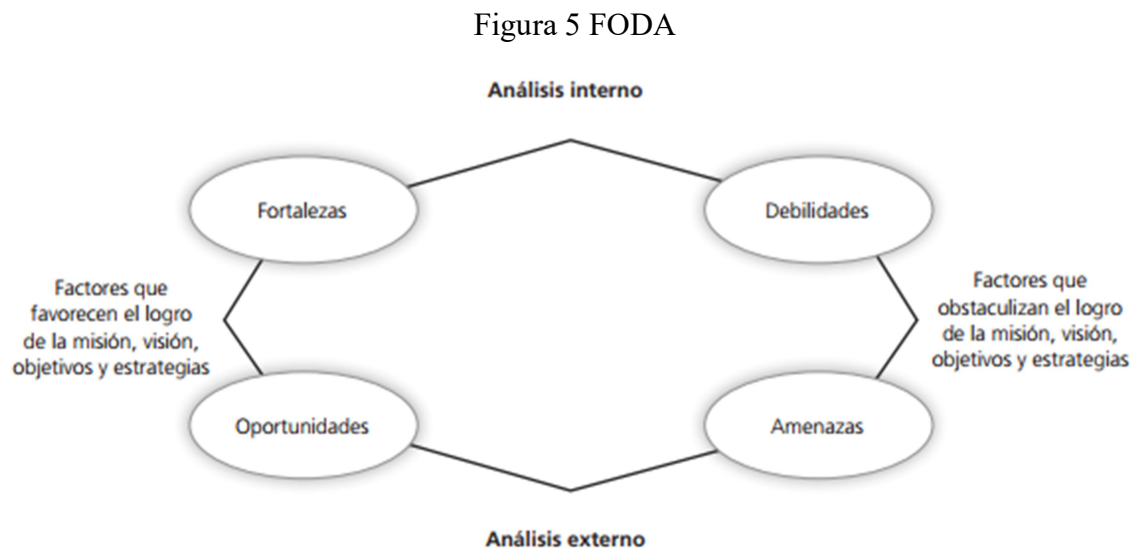 Figura 5 FODA
Análisis interno
Fortalezas
Debilidades
Factores que
favorecen el logro
de la misión, visión,
objetivos y estrategias
Factores que
obstaculizan el logro
de la misión, visión,
objetivos y estrategias
Oportunidades
Amenazas
Análisis externo